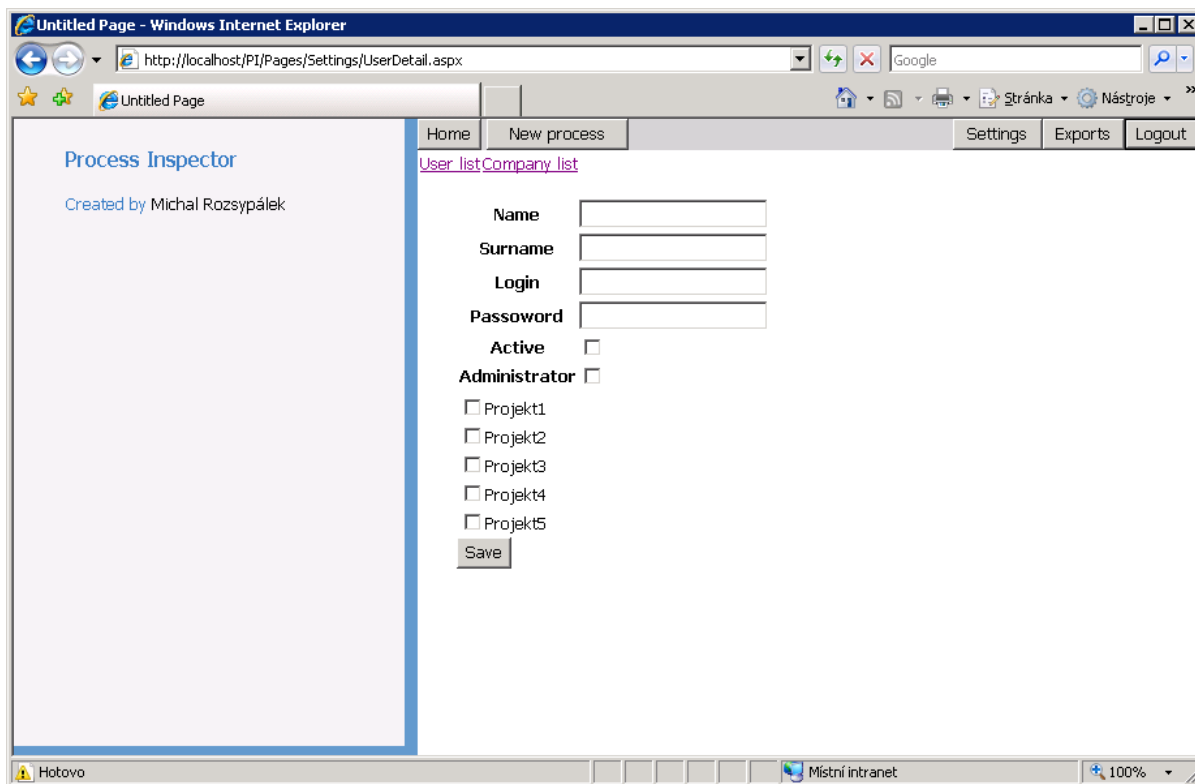 Untitled Page - Windows Internet Explorer
http://localhost/PI/Pages/Settings/UserDetail.aspx
Google
Untitled Page
Stránka
Nástroje
Home
New process
Settings
Exports
Logout
Process Inspector
User list Company list
Created by Michal Rozsypálek
Name
Surname
Login
Passoword
Active
Administrator
Projekt1
Projekt2
Projekt3
Projekt4
Projekt5
Save
Hotovo
Místní intranet
100%